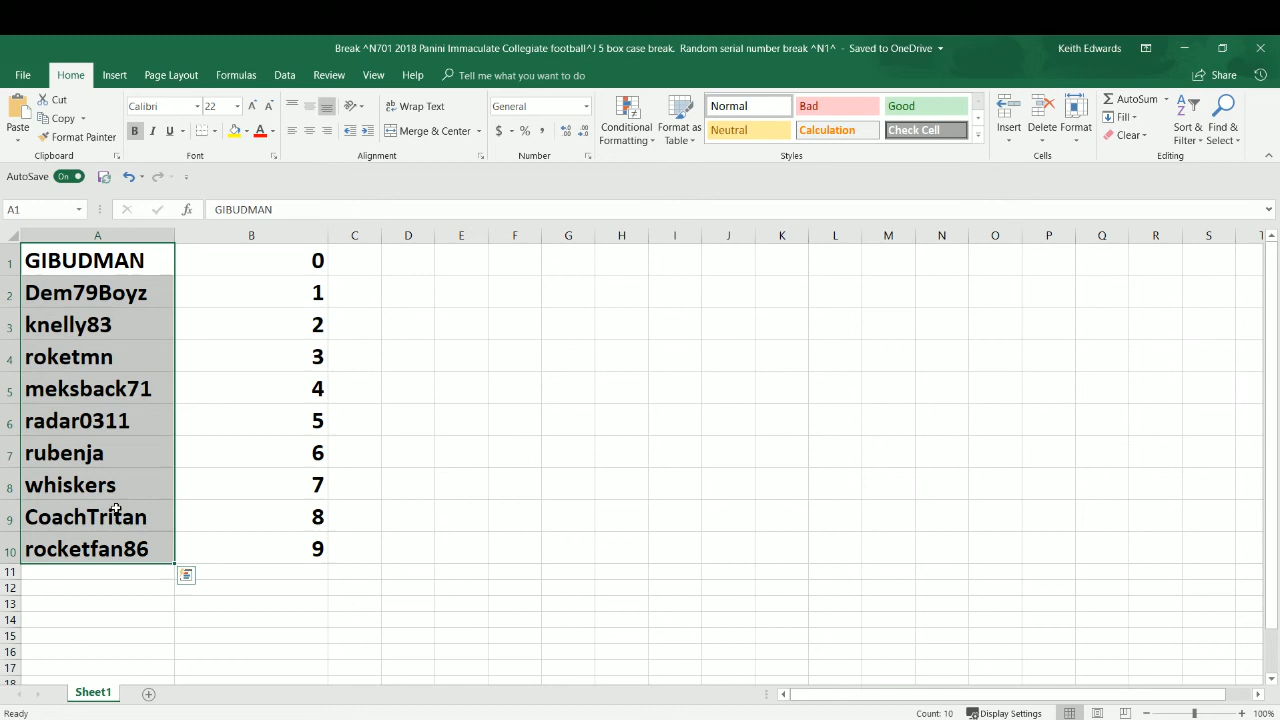 Break ^N701 2018 Panini Immaculate Collegiate football^J 5 box case break. Random serial number break ^N1^ - Saved to OneDrive
Keith Edwards
File Home Insert Page Layout Formulas Data Review View Help Tell me what you want to do Share
Paste Cut Copy Format Painter Clipboard
Calibri 22 B I U A Font
Wrap Text Merge & Center Alignment
General $ % , Number
Conditional Formatting Format as Table
Normal Bad Good
Neutral Calculation Check Cell
Styles
Insert Delete Format Cells
AutoSum Fill Clear Sort & Filter Find & Select Editing
AutoSave On
A1 fx GIBUDMAN
A B C D E F G H I J K L M N O P Q R S T
1 GIBUDMAN 0
2 Dem79Boyz 1
3 knelly83 2
4 roketmn 3
5 meksback71 4
6 radar0311 5
7 rubenja 6
8 whiskers 7
9 CoachTritan 8
10 rocketfan86 9
11
12
13
14
15
16
17
18
Sheet1
Ready Count: 10 Display Settings 100%